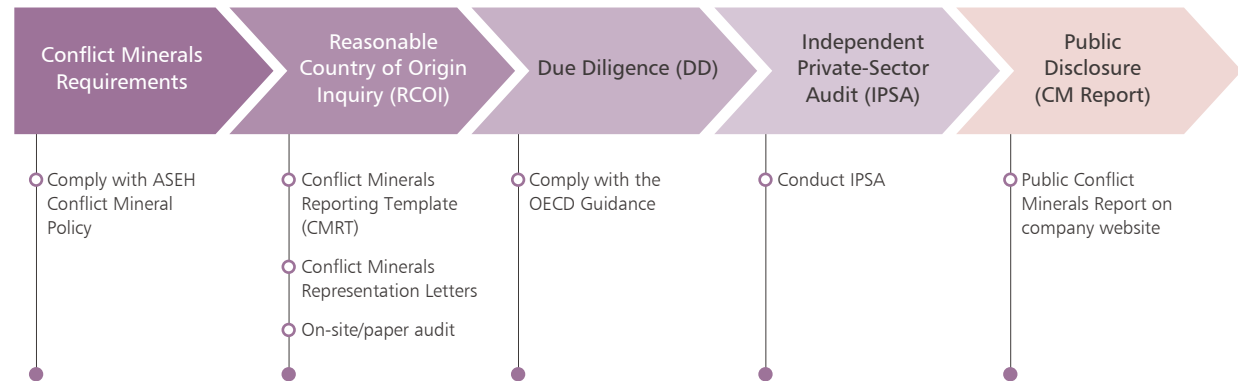 Conflict Minerals
Requirements
Reasonable
Country of Origin
Inquiry (RCOI)
Due Diligence (DD)
Independent
Private-Sector
Audit (IPSA)
Public
Disclosure
(CM Report)
Comply with ASEH
Conflict Mineral
Policy
Conflict Minerals
Reporting Template
(CMRT)
Conflict Minerals
Representation Letters
On-site/paper audit
Comply with the
OECD Guidance
Conduct IPSA
Public Conflict
Minerals Report on
company website